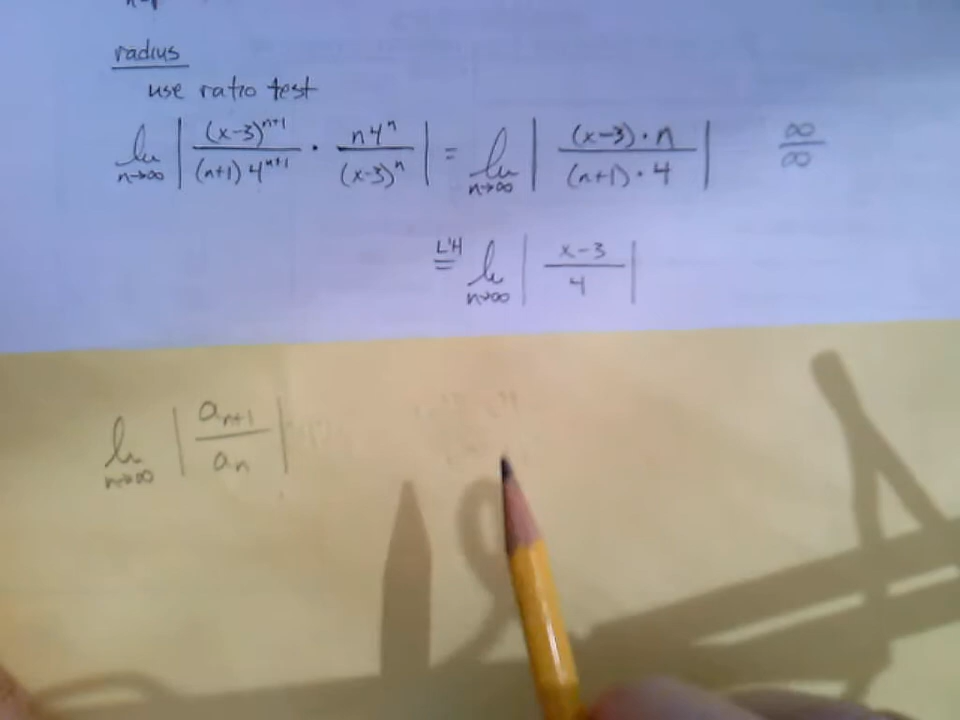 radius
use ratio test
lim n→∞ | (x-3)^{n+1} / (n+1) 4^{n+1} · n4^n / (x-3)^n | = lim n→∞ | (x-3)·n / (n+1)·4 | ∞/∞
L'H = lim n→∞ | x-3 / 4 |
lim n→∞ | a_{n+1} / a_n |